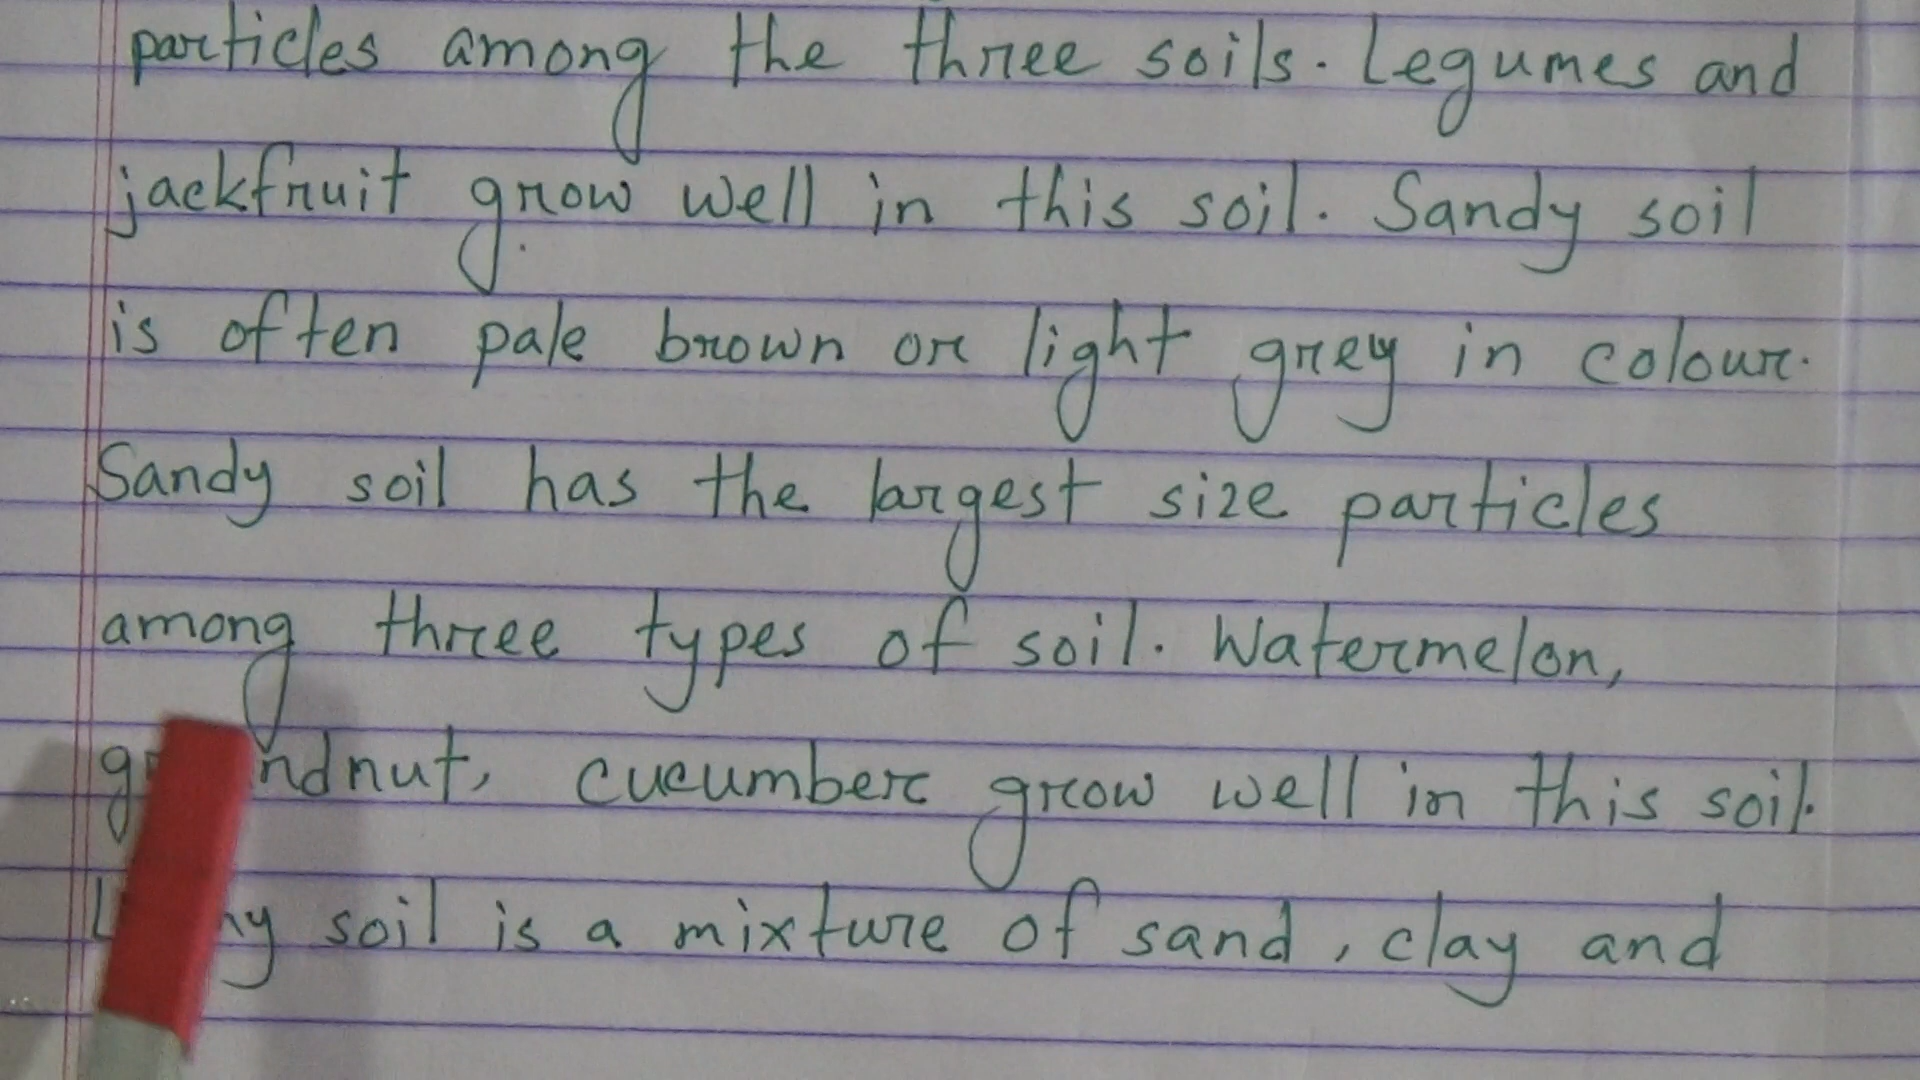 particles among the three soils. Legumes and
jackfruit grow well in this soil. Sandy soil
is often pale brown or light grey in colour.
Sandy soil has the largest size particles
among three types of soil. Watermelon,
cucumber grow well in this soil.
soil is a mixture of sand, clay and